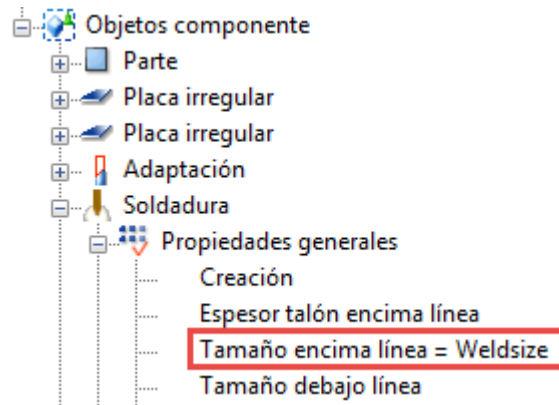 Objetos componente
Parte
Placa irregular
Placa irregular
Adaptación
Soldadura
Propiedades generales
Creación
Espesor talón encima línea
Tamaño encima línea = Weldsize
Tamaño debajo línea